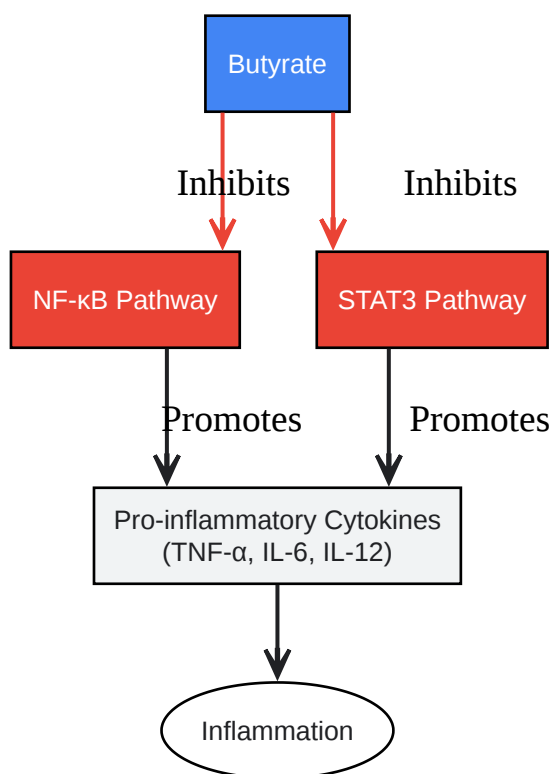 Butyrate
Inhibits
Inhibits
NF-κB Pathway
STAT3 Pathway
Promotes
Promotes
Pro-inflammatory Cytokines
(TNF-α, IL-6, IL-12)
Inflammation